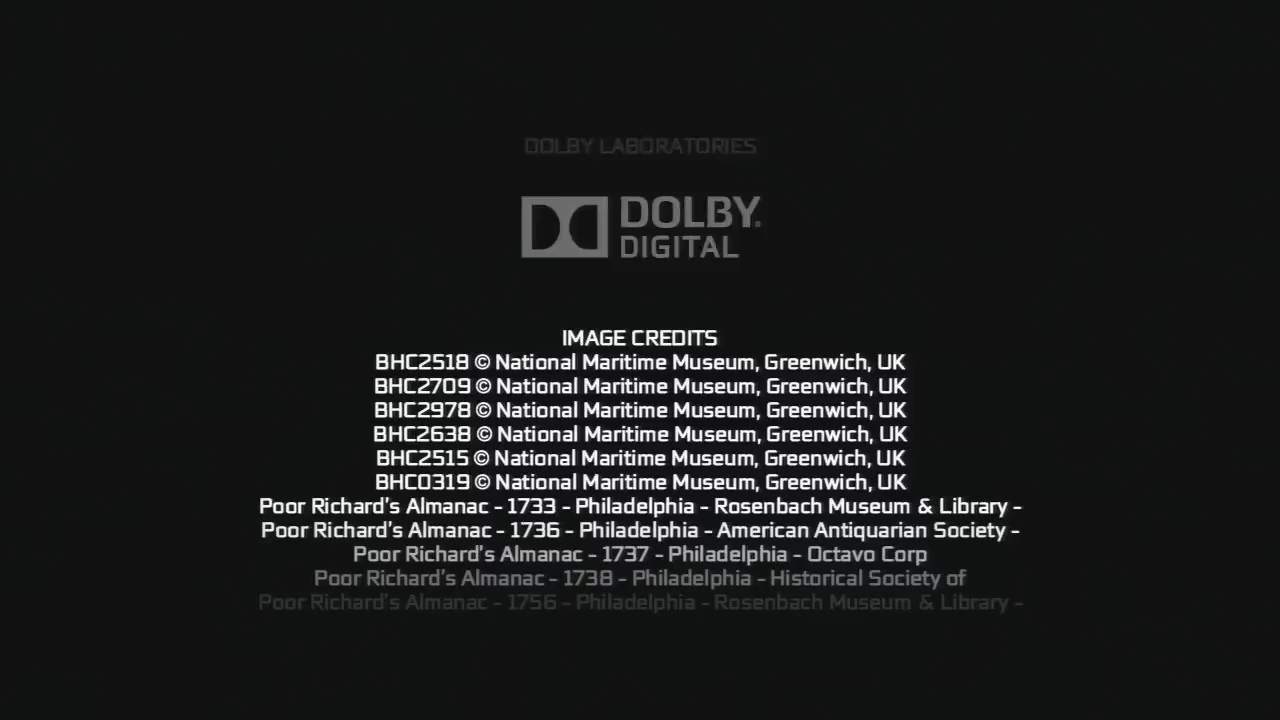 DOLBY LABORATORIES
DOLBY.
DIGITAL
IMAGE CREDITS
BHC2518 © National Maritime Museum, Greenwich, UK
BHC2709 © National Maritime Museum, Greenwich, UK
BHC2978 © National Maritime Museum, Greenwich, UK
BHC2638 © National Maritime Museum, Greenwich, UK
BHC2515 © National Maritime Museum, Greenwich, UK
BHC0319 © National Maritime Museum, Greenwich, UK
Poor Richard's Almanac - 1733 - Philadelphia - Rosenbach Museum & Library -
Poor Richard's Almanac - 1736 - Philadelphia - American Antiquarian Society -
Poor Richard's Almanac - 1737 - Philadelphia - Octavo Corp
Poor Richard's Almanac - 1738 - Philadelphia - Historical Society of
Poor Richard's Almanac - 1756 - Philadelphia - Rosenbach Museum & Library -